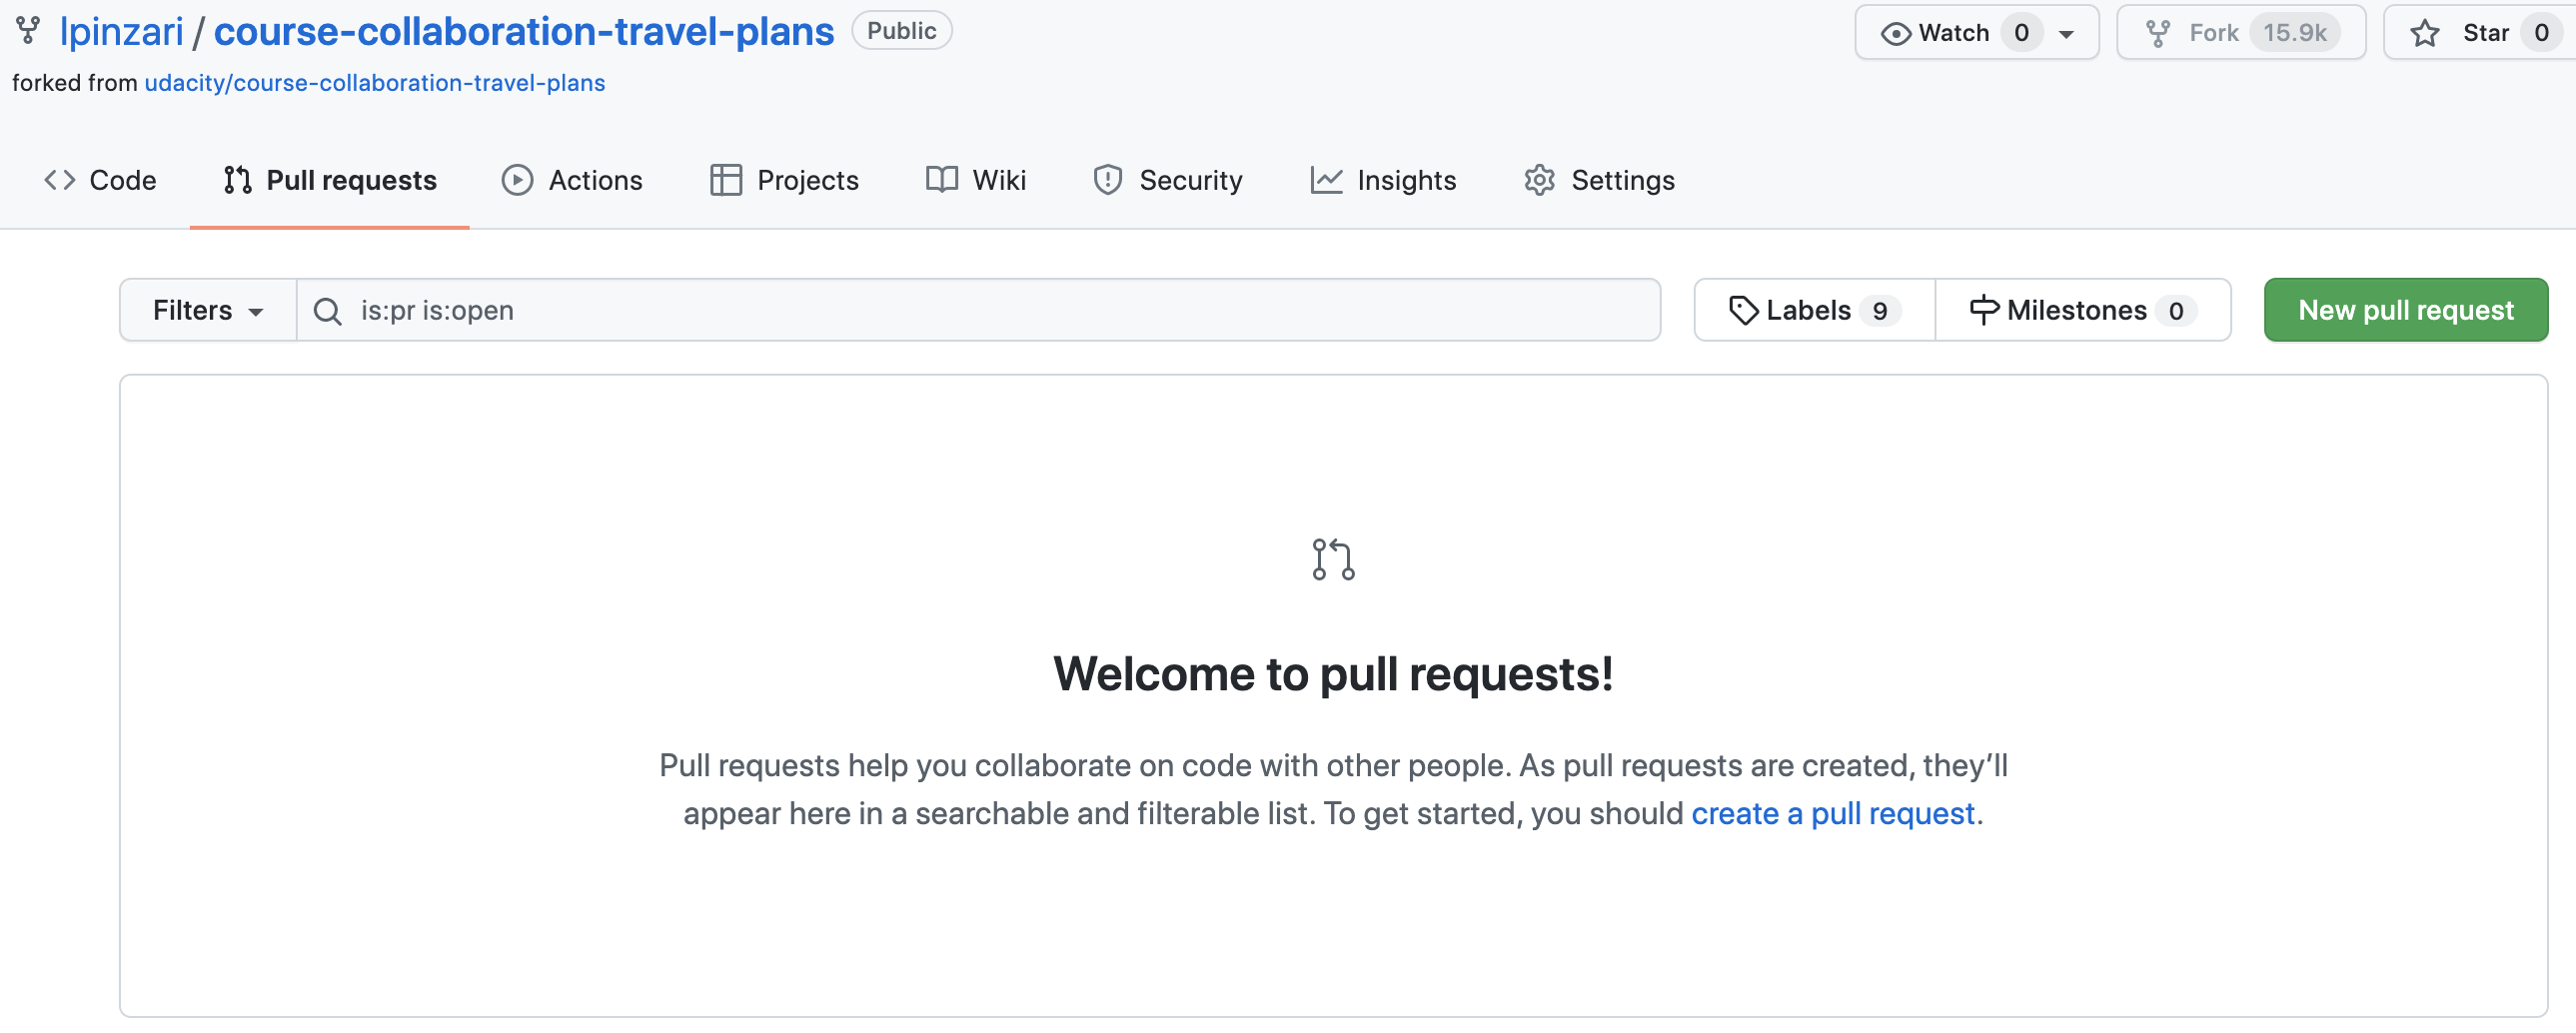 lpinzari / course-collaboration-travel-plans Public Watch 0 Fork 15.9k Star 0
forked from udacity/course-collaboration-travel-plans
Code Pull requests Actions Projects Wiki Security Insights Settings
Filters is:pr is:open Labels 9 Milestones 0 New pull request
Welcome to pull requests!
Pull requests help you collaborate on code with other people. As pull requests are created, they’ll
appear here in a searchable and filterable list. To get started, you should create a pull request.